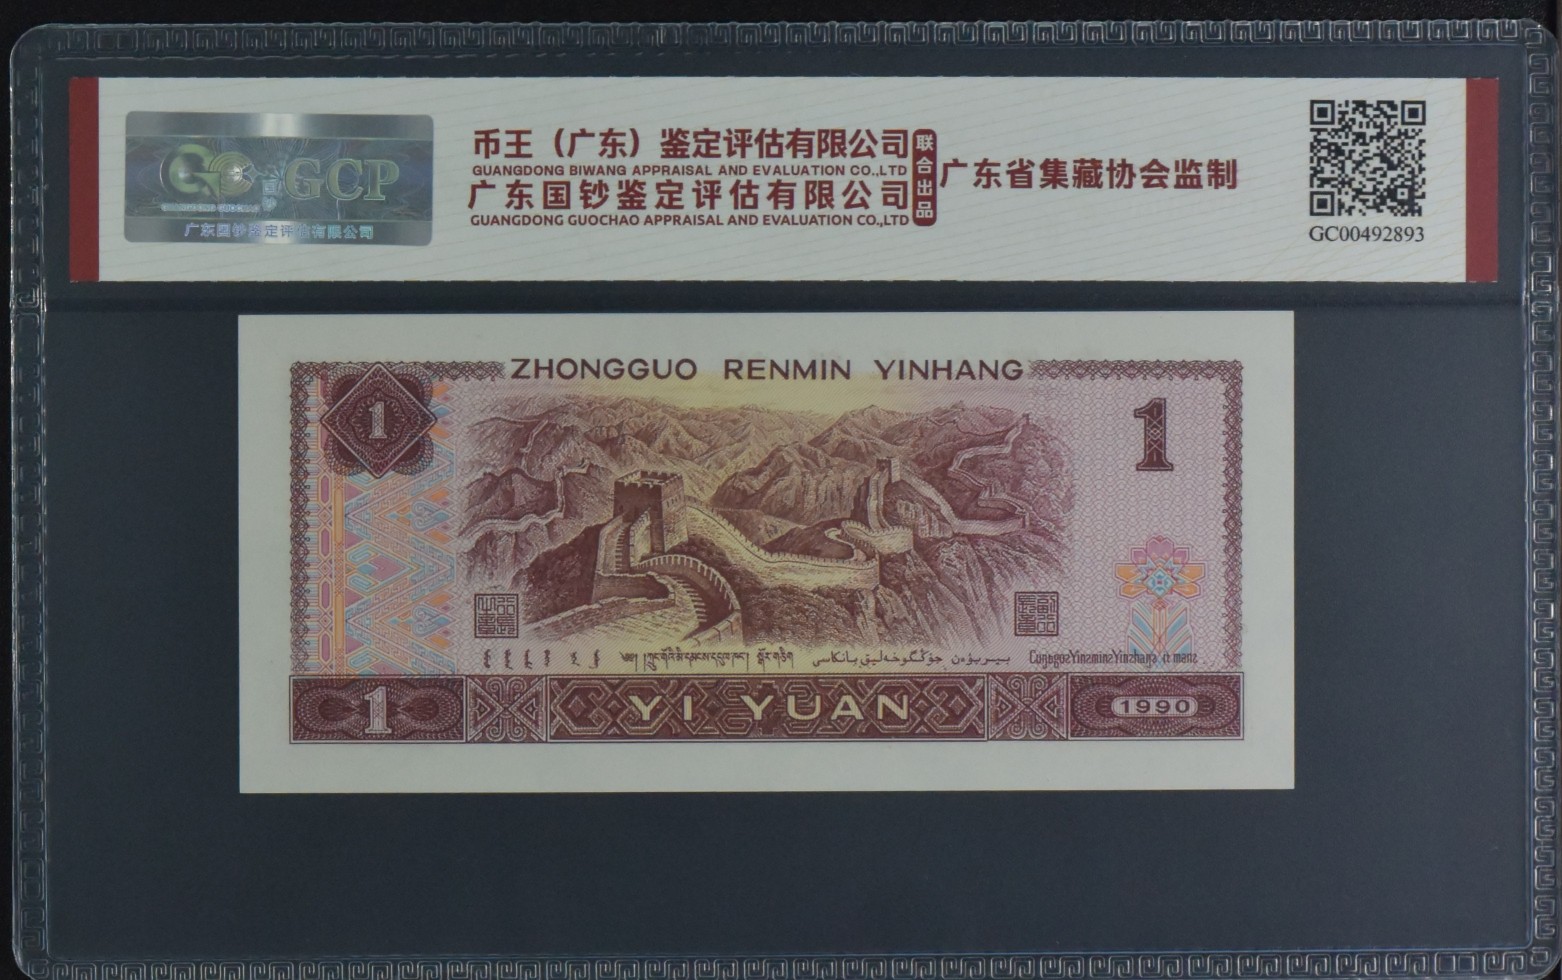 GCP
广东国钞鉴定评估有限公司
币王（广东）鉴定评估有限公司
GUANGDONG BIWANG APPRAISAL AND EVALUATION CO.,LTD
广东国钞鉴定评估有限公司
GUANGDONG GUOCHAO APPRAISAL AND EVALUATION CO.,LTD
联合出品
广东省集藏协会监制
GC00492893
ZHONGGUO RENMIN YINHANG
1
1
1
YI YUAN
1990